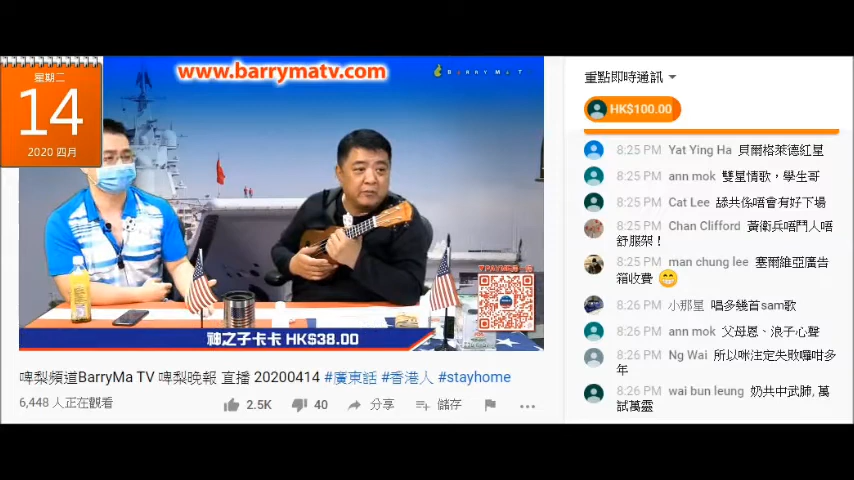 星期二
14
2020 四月
www.barrymatv.com
BARRY MAT
PAYME
神之子卡卡 HK$38.00
啤梨頻道BarryMa TV 啤梨晚報 直播 20200414 #廣東話 #香港人 #stayhome
6,448 人正在觀看
2.5K
40
分享
儲存
重點即時通訊
HK$100.00
8:25 PM Yat Ying Ha 貝爾格萊德紅星
8:25 PM ann mok 雙星情歌，學生哥
8:25 PM Cat Lee 舔共係唔會有好下場
8:25 PM Chan Clifford 黃衛兵唔鬥人唔
舒服架！
8:25 PM man chung lee 塞爾維亞廣告
箱收費😁
8:26 PM 小那星 唱多幾首sam歌
8:26 PM ann mok 父母恩、浪子心聲
8:26 PM Ng Wai 所以咪注定失敗囉咁多
年
8:26 PM wai bun leung 奶共中武肺, 萬
試萬靈